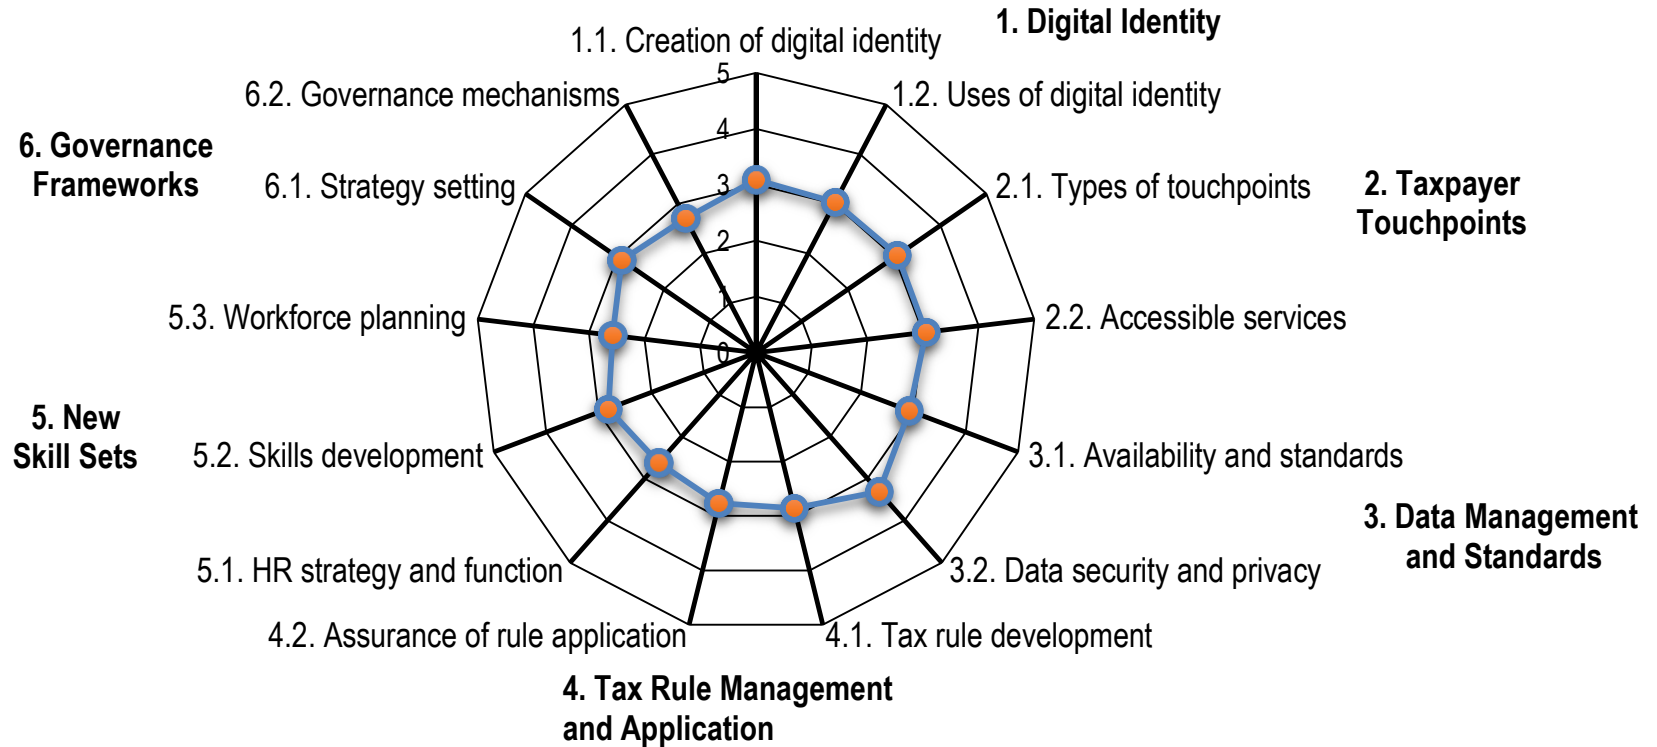 1. Digital Identity
1.1. Creation of digital identity
5
6.2. Governance mechanisms
1.2. Uses of digital identity
4
6. Governance
Frameworks
6.1. Strategy setting
3
2.1. Types of touchpoints
2. Taxpayer
Touchpoints
2
1
5.3. Workforce planning
2.2. Accessible services
0
5. New
Skill Sets
5.2. Skills development
3.1. Availability and standards
3. Data Management
and Standards
5.1. HR strategy and function
3.2. Data security and privacy
4.2. Assurance of rule application
4.1. Tax rule development
4. Tax Rule Management
and Application